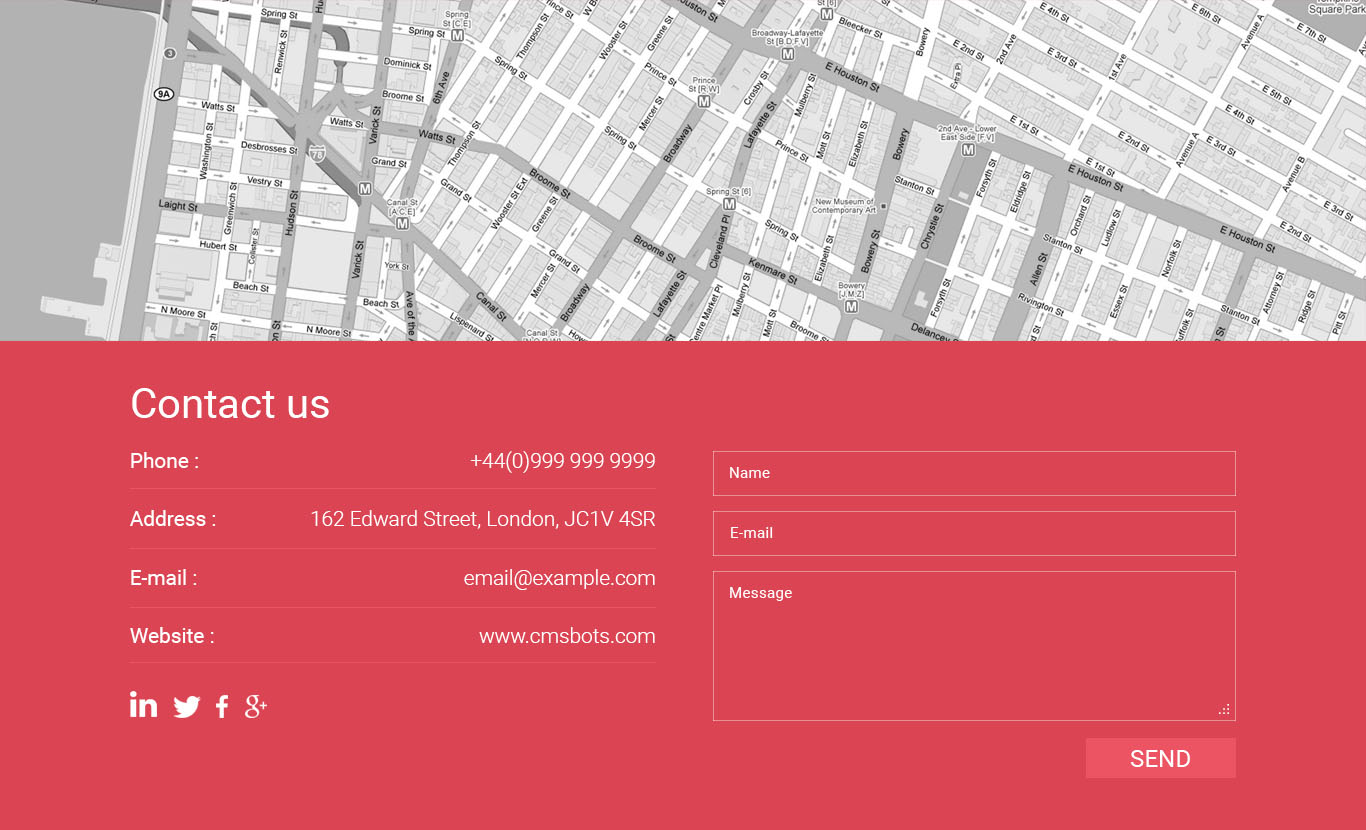 Spring St
Spring St [C,E]
M
Prince St
Thompson St
Wooster St
Greene St
Houston St
Broadway-Lafayette St [B,D,F,V]
M
Bleecker St
Bowery
E 4th St
E 2nd St
2nd Ave
E 3rd St
1st Ave
E 6th St
Avenue A
E 7th St
Square Park
3
9A
Renwick St
Spring St
Dominick St
Broome St
6th Ave
Prince St [R,W]
M
Crosby St
Mulberry St
E Houston St
Extra Pl
E 5th St
E 4th St
Watts St
Washington St
Desbrosses St
Vestry St
Laight St
Greenwich St
Hudson St
Hubert St
Collister St
Beach St
N Moore St
78
Watts St
Varick St
Grand St
M
Canal St [A,C,E]
M
York St
Beach St
N Moore St
Varick St
Watts St
Thompson St
Grand St
Wooster St Ext
Greene St
Mercer St
Broome St
Spring St
Mercer St
Broadway
Lafayette St
Prince St
Spring St [6]
M
Mott St
Elizabeth St
Bowery
2nd Ave - Lower East Side [F,V]
M
Stanton St
New Museum of Contemporary Art
Forsyth St
Eldridge St
E 1st St
E Houston St
Avenue A
E 3rd St
Avenue B
E 2nd St
Canal St
Lispenard St
Canal St
Grand St
Broadway
Broome St
Lafayette St
Cleveland Pl
Centre Market Pl
Mulberry St
Kenmare St
Mott St
Broome St
Elizabeth St
Spring St
Bowery St
Bowery [J,M,Z]
M
Chrystie St
Forsyth St
Delancey
Allen St
Rivington St
Orchard St
Ludlow St
Stanton St
Essex St
Norfolk St
Suffolk St
Stanton St
E Houston St
Attorney St
Ridge St
Pitt St
Contact us
Phone :
+44(0)999 999 9999
Address :
162 Edward Street, London, JC1V 4SR
E-mail :
email@example.com
Website :
www.cmsbots.com
in
f
g+
Name
E-mail
Message
SEND